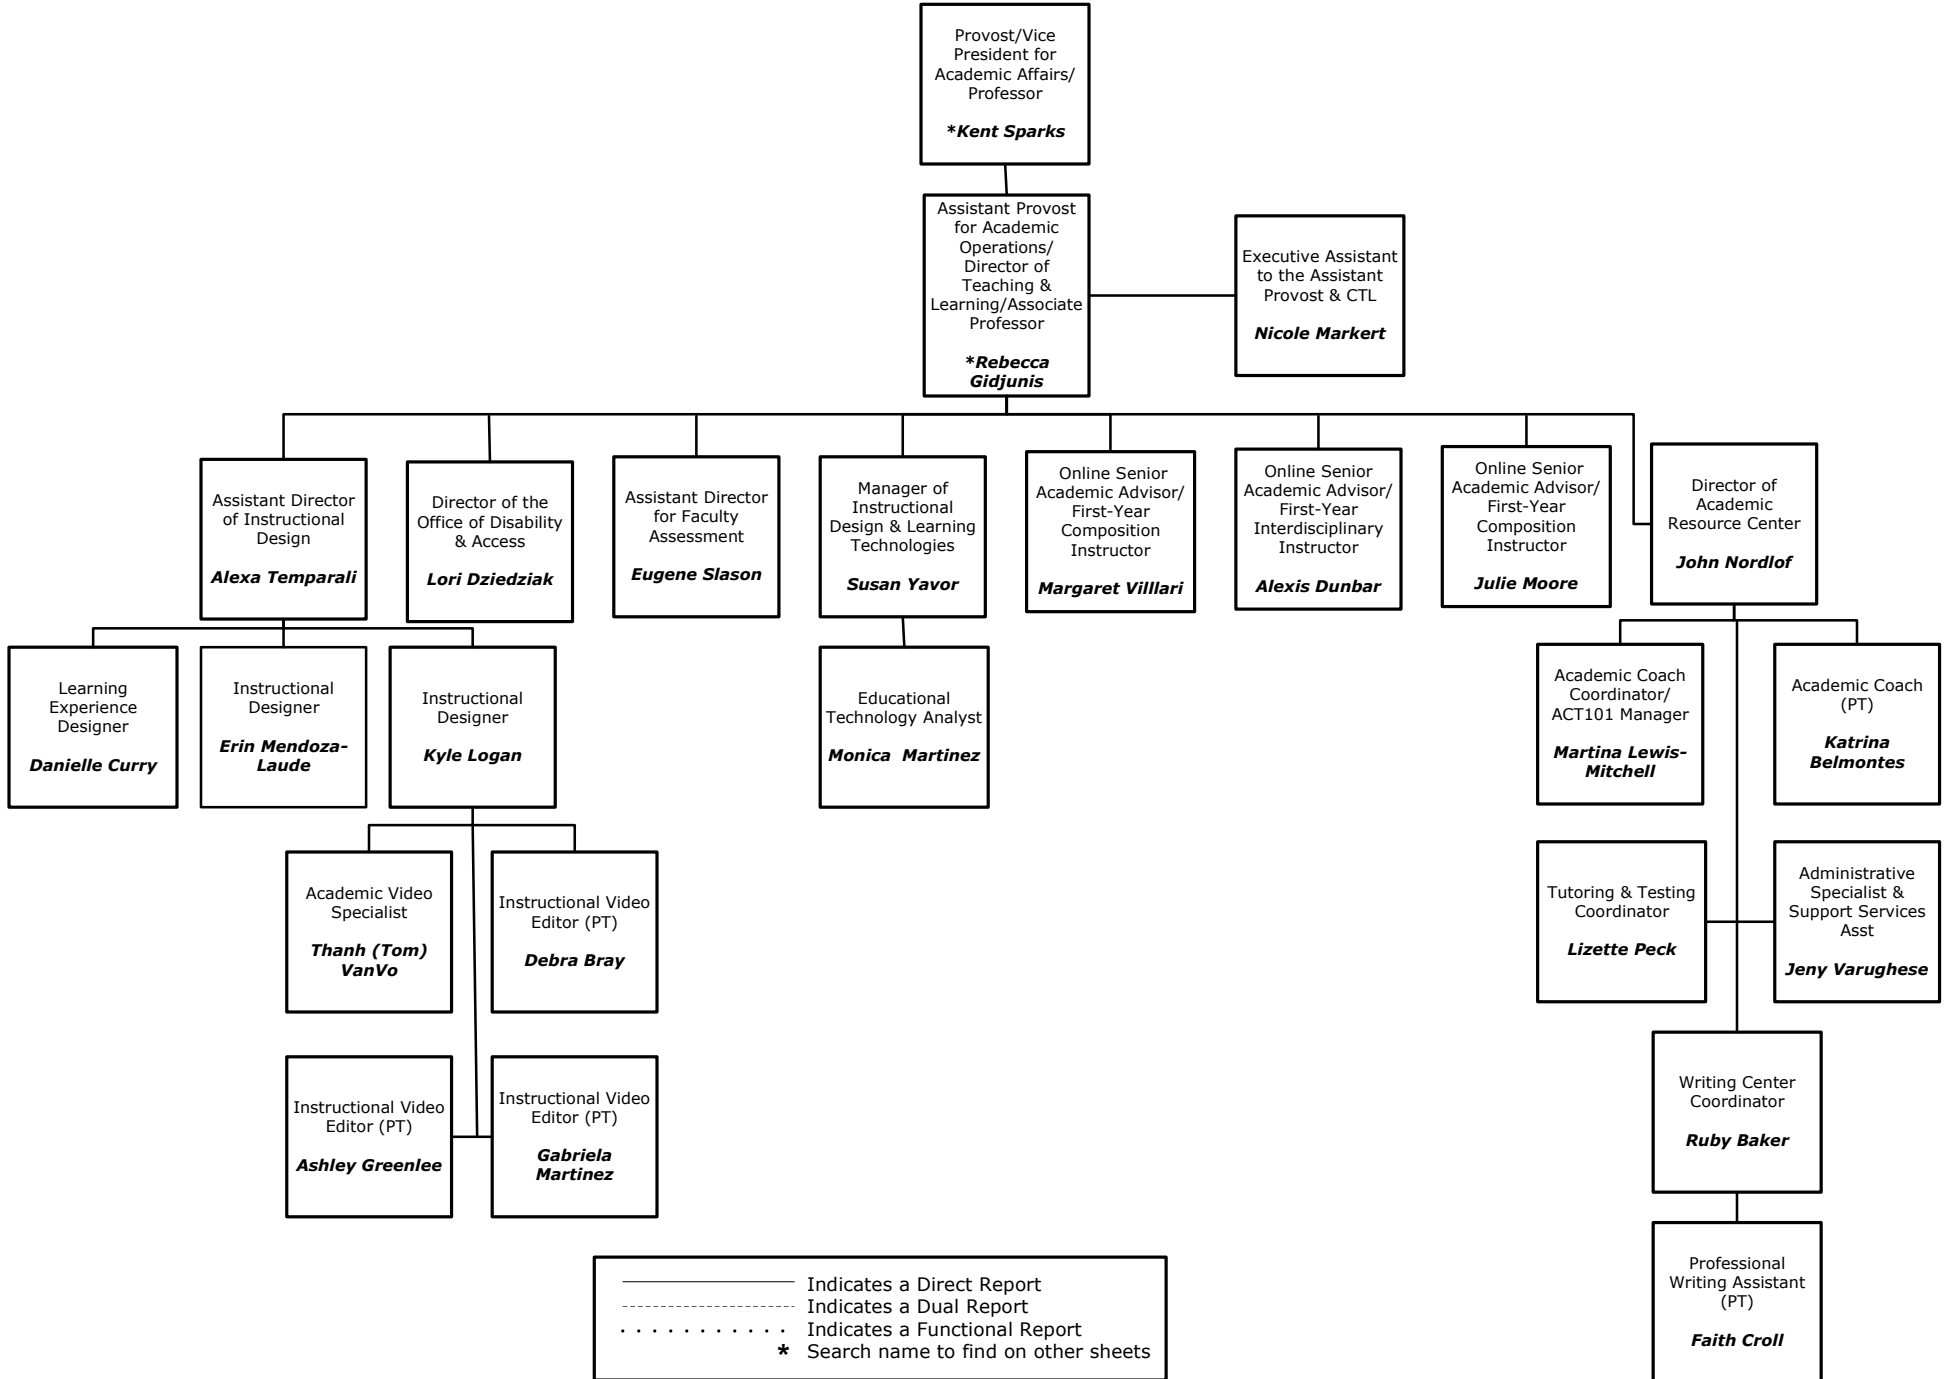 Provost/Vice
President for
Academic Affairs/
Professor
*Kent Sparks
Assistant Provost
for Academic
Operations/
Director of
Teaching &
Learning/Associate
Professor
*Rebecca
Gidjunis
Executive Assistant
to the Assistant
Provost & CTL
Nicole Markert
Assistant Director
of Instructional
Design
Alexa Temparali
Director of the
Office of Disability
& Access
Lori Dziedziak
Assistant Director
for Faculty
Assessment
Eugene Slason
Manager of
Instructional
Design & Learning
Technologies
Susan Yavor
Online Senior
Academic Advisor/
First-Year
Composition
Instructor
Margaret Villlari
Online Senior
Academic Advisor/
First-Year
Interdisciplinary
Instructor
Alexis Dunbar
Online Senior
Academic Advisor/
First-Year
Composition
Instructor
Julie Moore
Director of
Academic
Resource Center
John Nordlof
Learning
Experience
Designer
Danielle Curry
Instructional
Designer
Erin Mendoza-
Laude
Instructional
Designer
Kyle Logan
Educational
Technology Analyst
Monica  Martinez
Academic Coach
Coordinator/
ACT101 Manager
Martina Lewis-
Mitchell
Academic Coach
(PT)
Katrina
Belmontes
Academic Video
Specialist
Thanh (Tom)
VanVo
Instructional Video
Editor (PT)
Debra Bray
Tutoring & Testing
Coordinator
Lizette Peck
Administrative
Specialist &
Support Services
Asst
Jeny Varughese
Instructional Video
Editor (PT)
Ashley Greenlee
Instructional Video
Editor (PT)
Gabriela
Martinez
Writing Center
Coordinator
Ruby Baker
Professional
Writing Assistant
(PT)
Faith Croll
Indicates a Direct Report
Indicates a Dual Report
Indicates a Functional Report
* Search name to find on other sheets